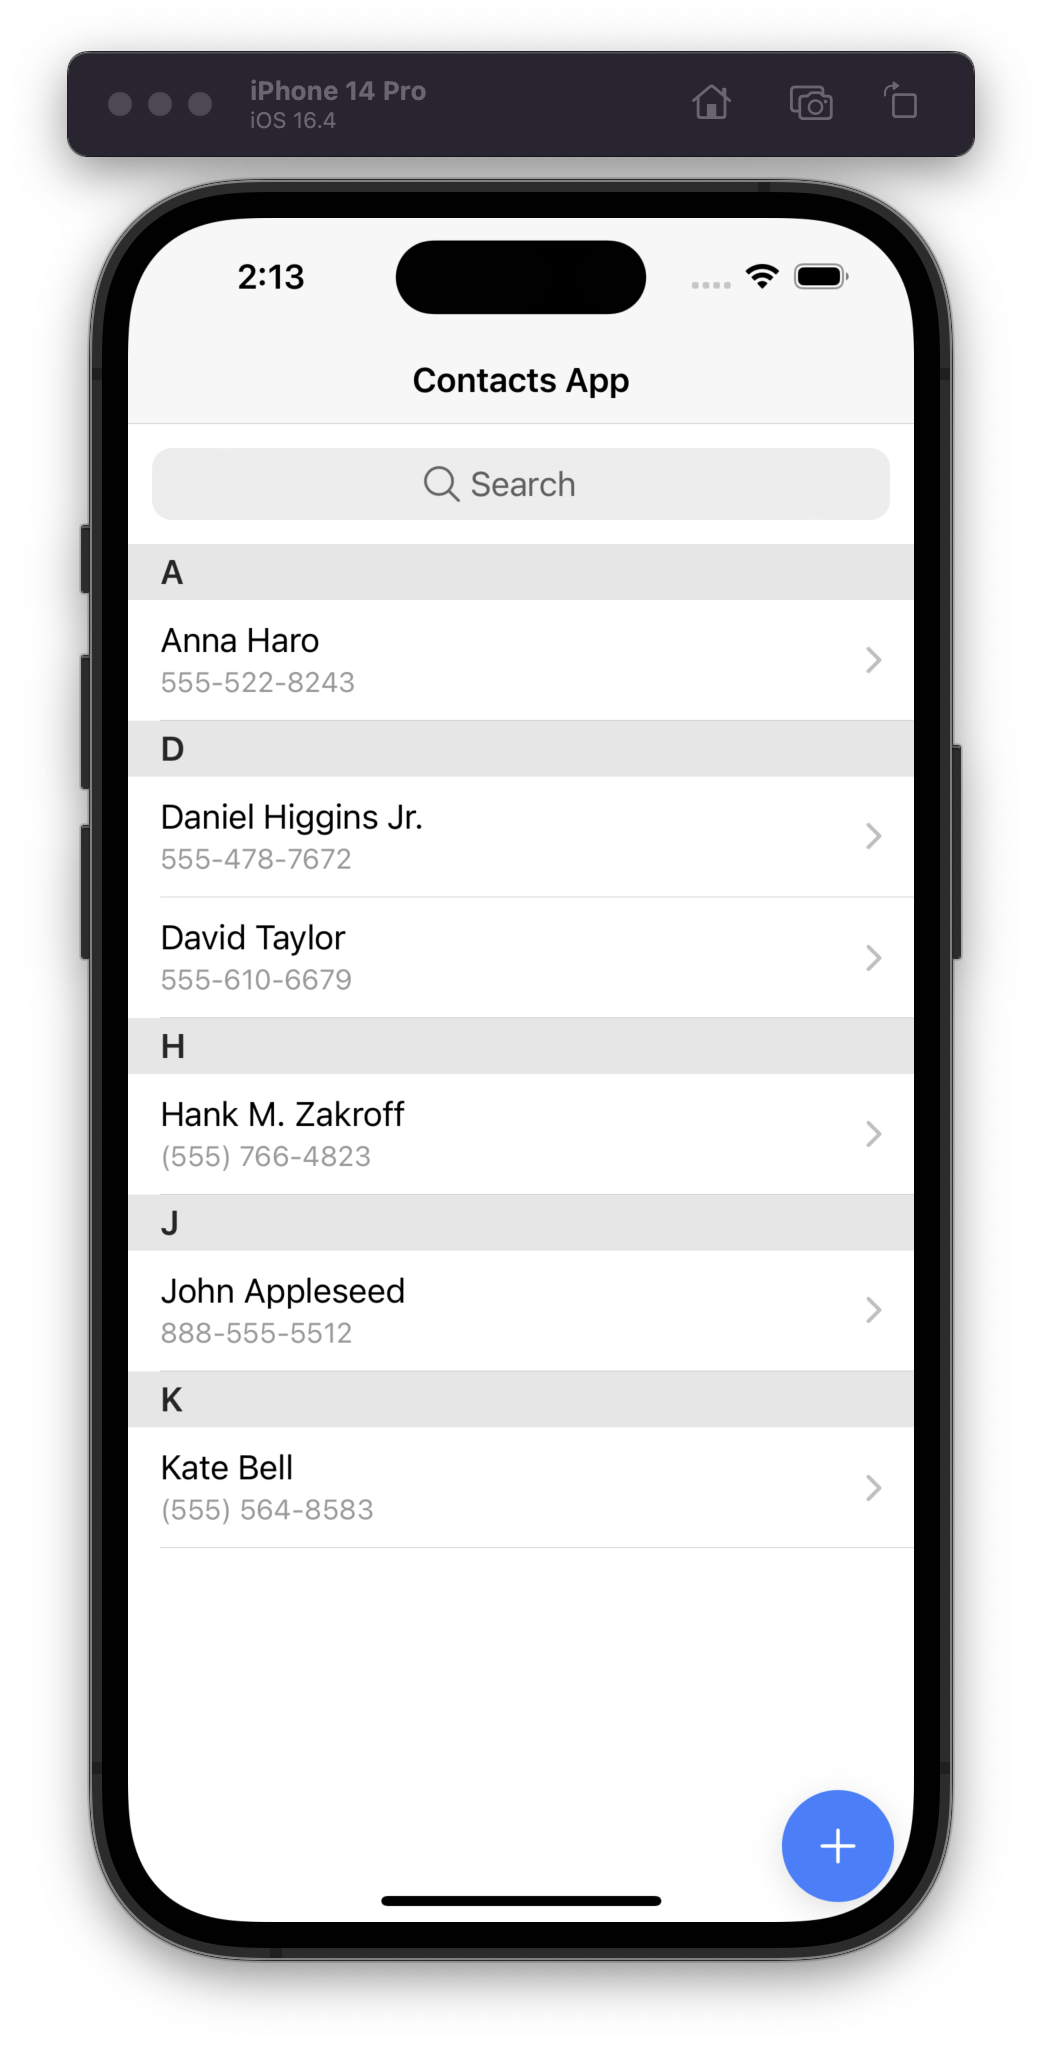 iPhone 14 Pro
iOS 16.4
2:13
Contacts App
Search
A
Anna Haro
555-522-8243
D
Daniel Higgins Jr.
555-478-7672
David Taylor
555-610-6679
H
Hank M. Zakroff
(555) 766-4823
J
John Appleseed
888-555-5512
K
Kate Bell
(555) 564-8583